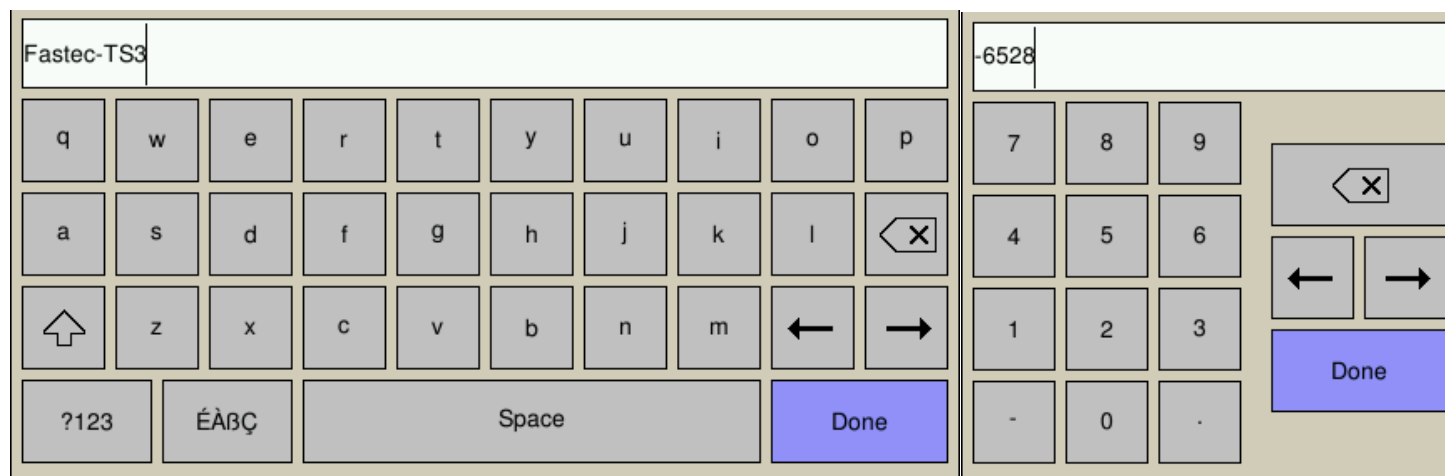 Fastec-TS3
q w e r t y u i o p
a s d f g h j k l
z x c v b n m
?123 ÉÀßÇ Space Done
-6528
7 8 9
4 5 6
1 2 3
Done
- 0 .